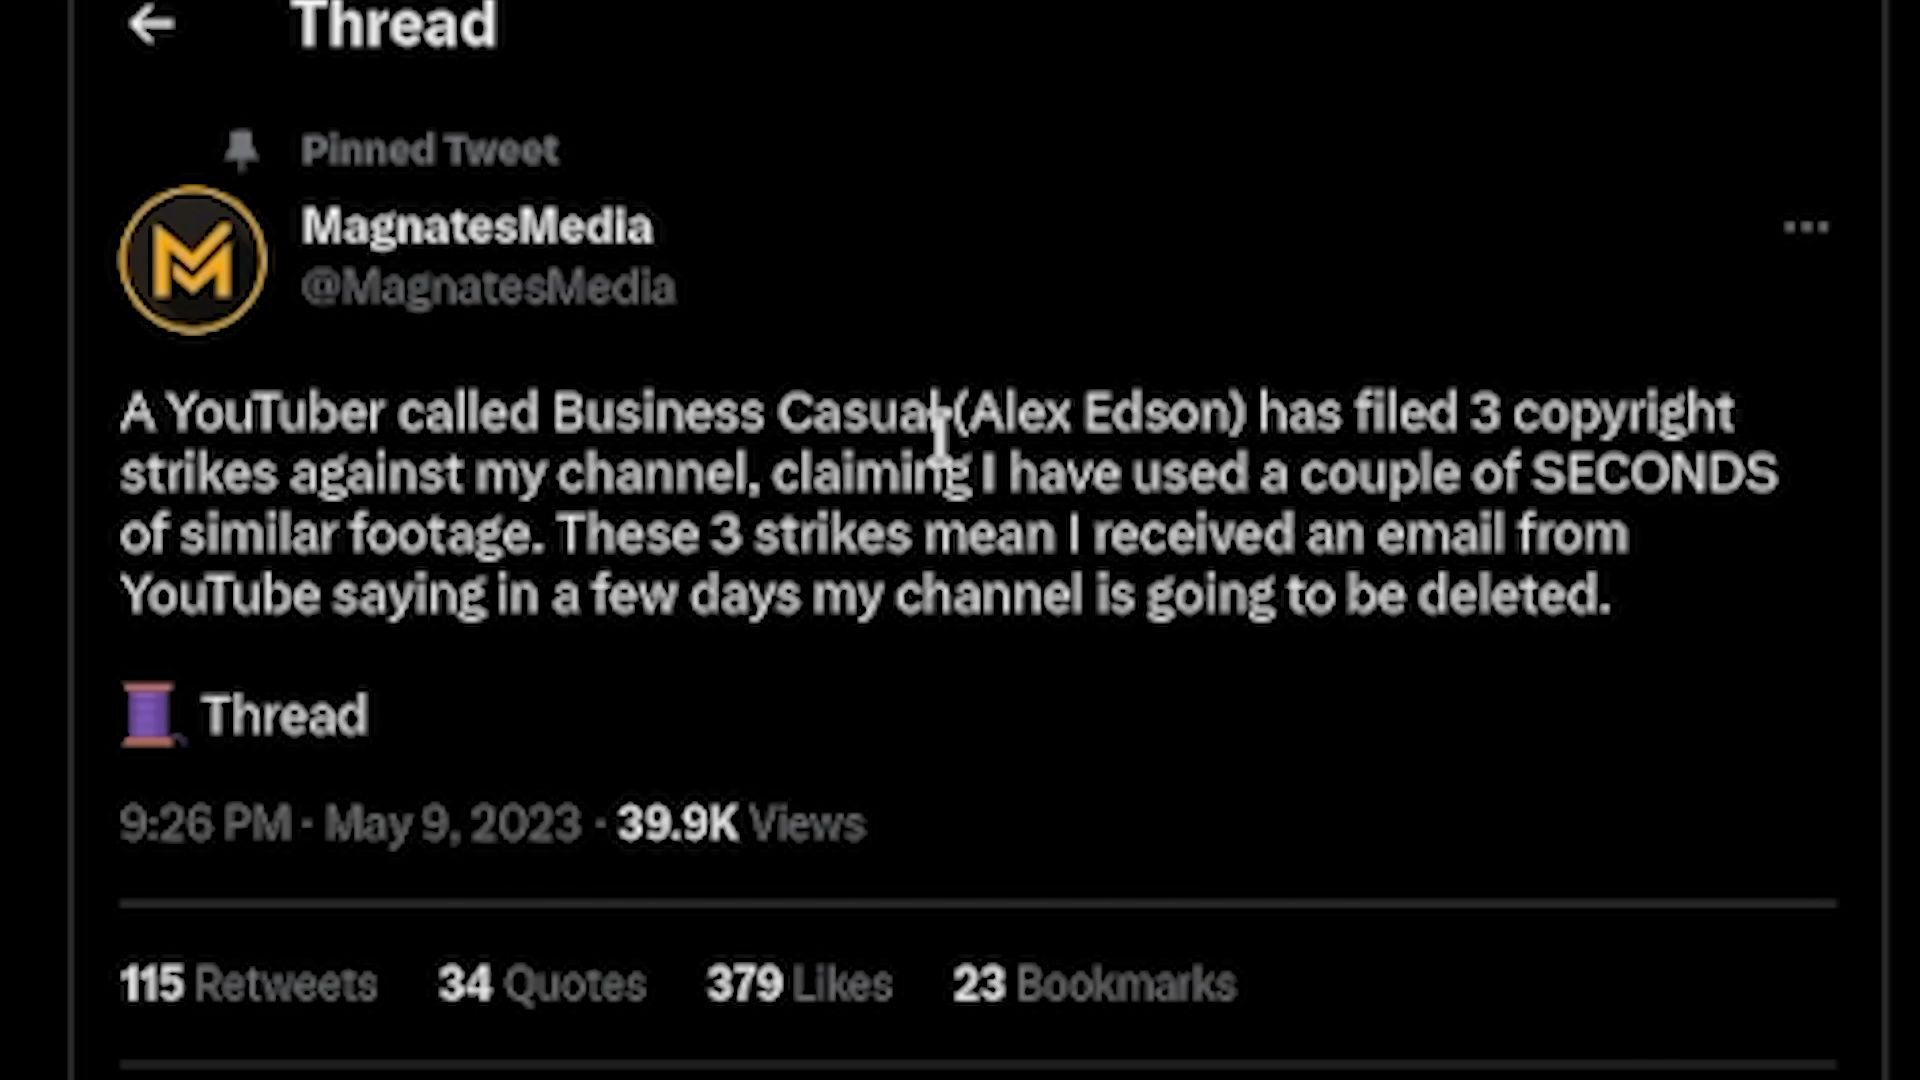 Thread
Pinned Tweet
MagnatesMedia
@MagnatesMedia
A YouTuber called Business Casual (Alex Edson) has filed 3 copyright
strikes against my channel, claiming I have used a couple of SECONDS
of similar footage. These 3 strikes mean I received an email from
YouTube saying in a few days my channel is going to be deleted.
🧵 Thread
9:26 PM · May 9, 2023 · 39.9K Views
115 Retweets 34 Quotes 379 Likes 23 Bookmarks